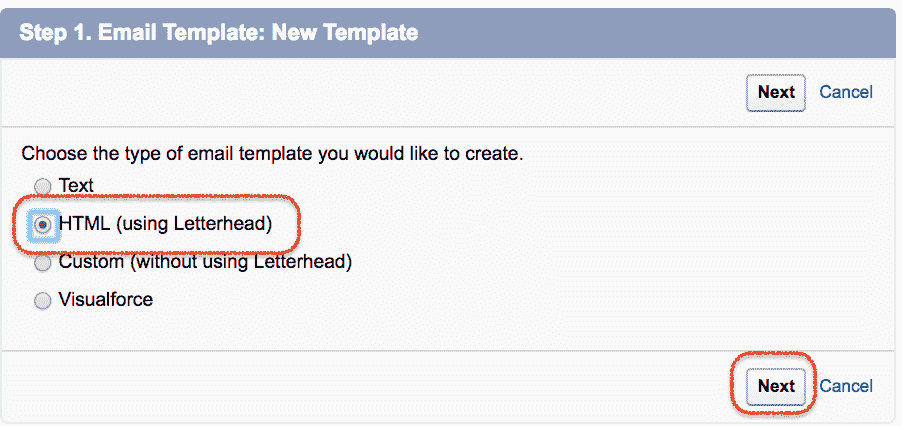 Step 1. Email Template: New Template
Next Cancel
Choose the type of email template you would like to create.
Text
HTML (using Letterhead)
Custom (without using Letterhead)
Visualforce
Next Cancel